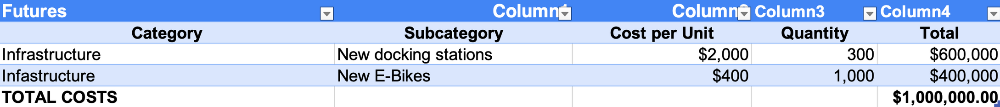 Futures Column1 Column2 Column3 Column4
Category Subcategory Cost per Unit Quantity Total
Infrastructure New docking stations $2,000 300 $600,000
Infastructure New E-Bikes $400 1,000 $400,000
TOTAL COSTS $1,000,000.00